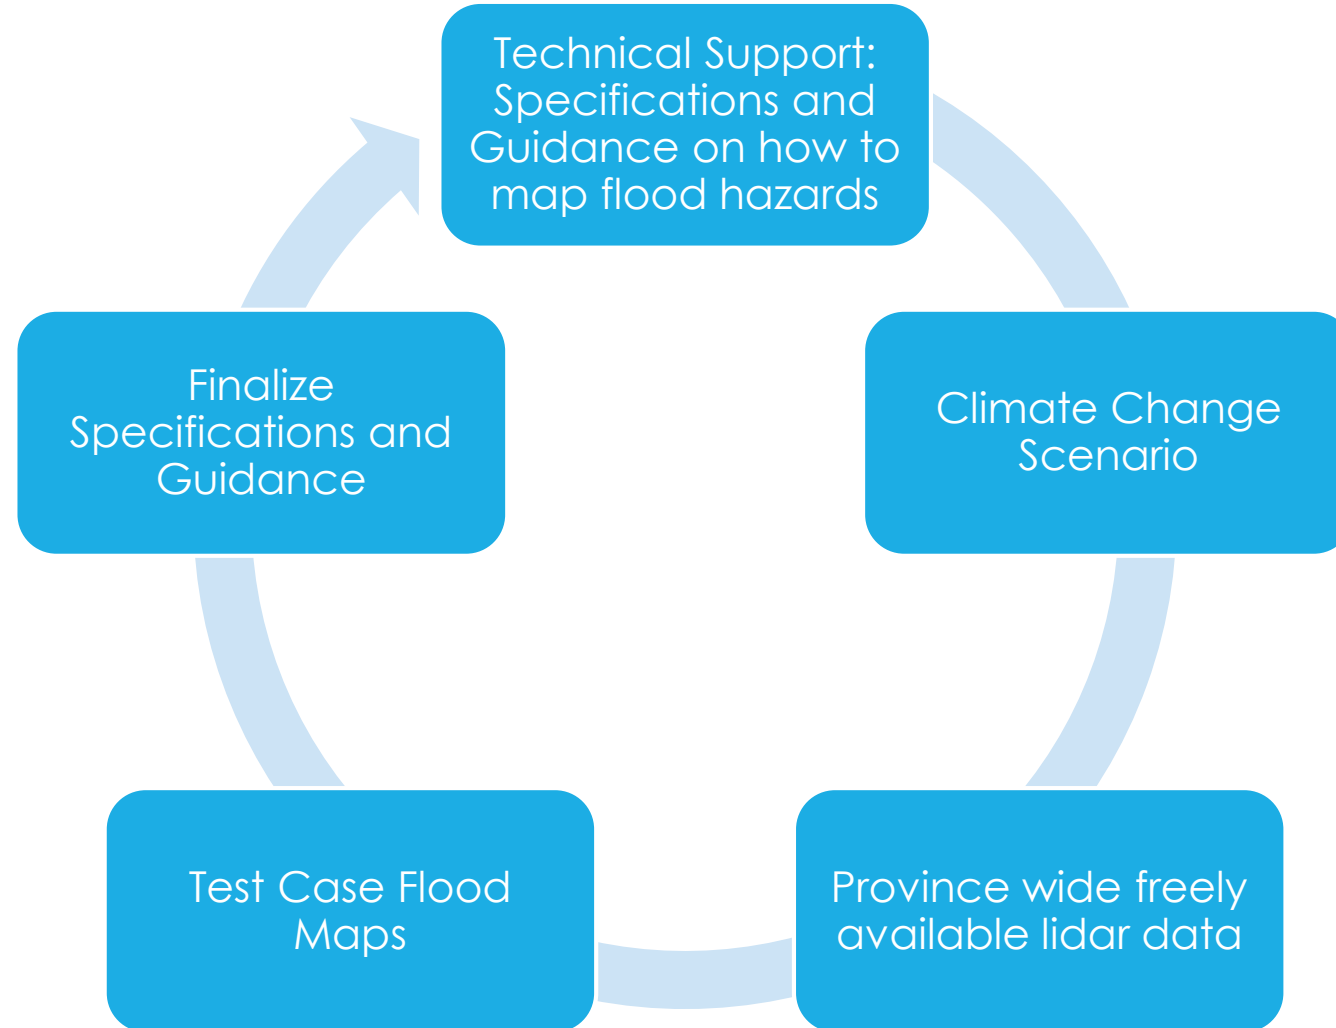 Technical Support:
Specifications and
Guidance on how to
map flood hazards
Climate Change
Scenario
Province wide freely
available lidar data
Test Case Flood
Maps
Finalize
Specifications and
Guidance